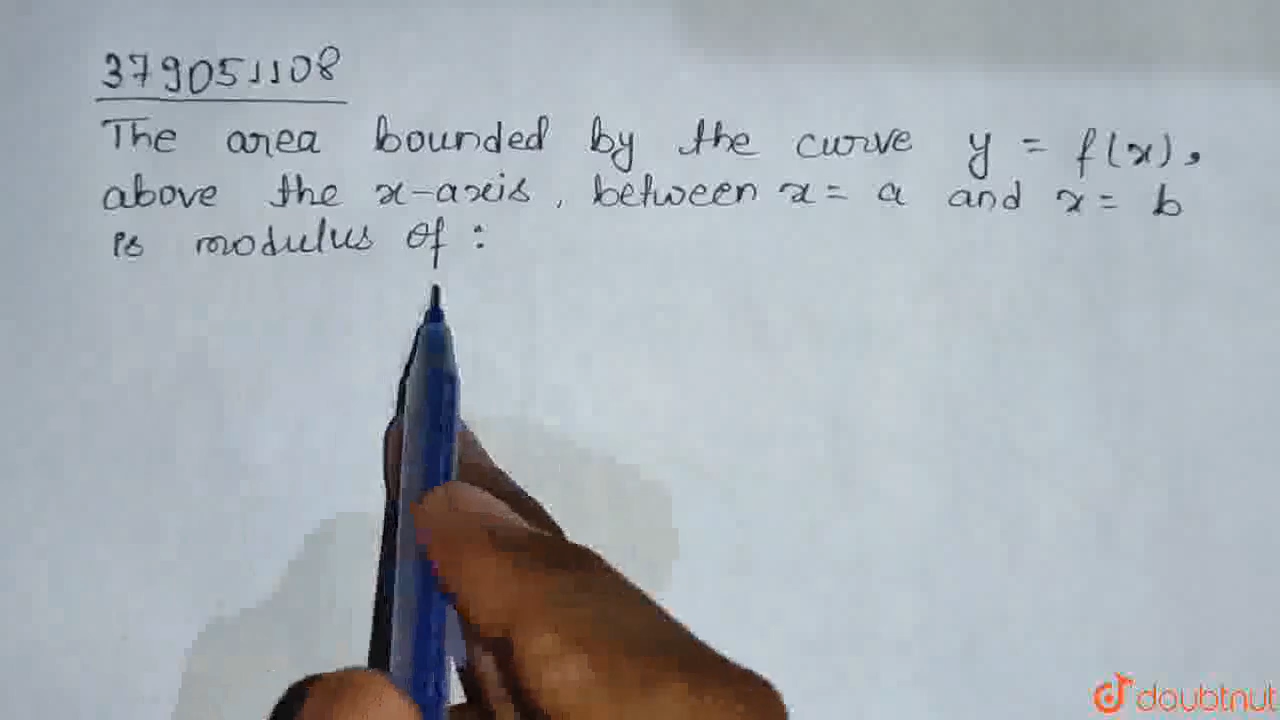 379051108
The area bounded by the curve y = f(x),
above the x-axis, between x = a and x = b
is modulus of :
doubtnut